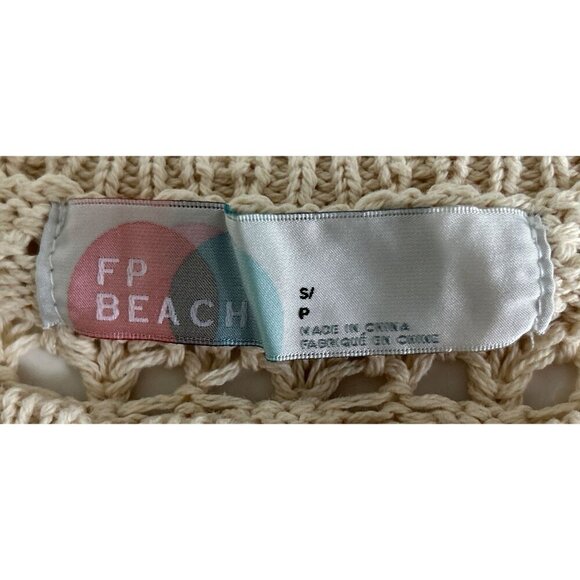 FP
BEACH
S/
P
MADE IN CHINA
FABRIQUÉ EN CHINE